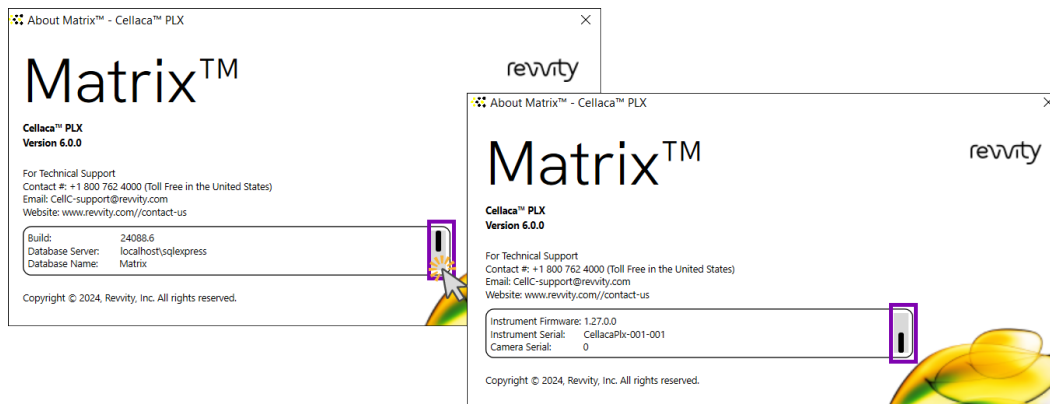 About Matrix™ - Cellaca™ PLX
Matrix™
revvity
Cellaca™ PLX
Version 6.0.0
For Technical Support
Contact #: +1 800 762 4000 (Toll Free in the United States)
Email: CellC-support@revvity.com
Website: www.revvity.com//contact-us
Build: 24088.6
Database Server: localhost\sqlexpress
Database Name: Matrix
Copyright © 2024, Revvity, Inc. All rights reserved.
About Matrix™ - Cellaca™ PLX
Matrix™
revvity
Cellaca™ PLX
Version 6.0.0
For Technical Support
Contact #: +1 800 762 4000 (Toll Free in the United States)
Email: CellC-support@revvity.com
Website: www.revvity.com//contact-us
Instrument Firmware: 1.27.0.0
Instrument Serial: CellacaPlx-001-001
Camera Serial: 0
Copyright © 2024, Revvity, Inc. All rights reserved.